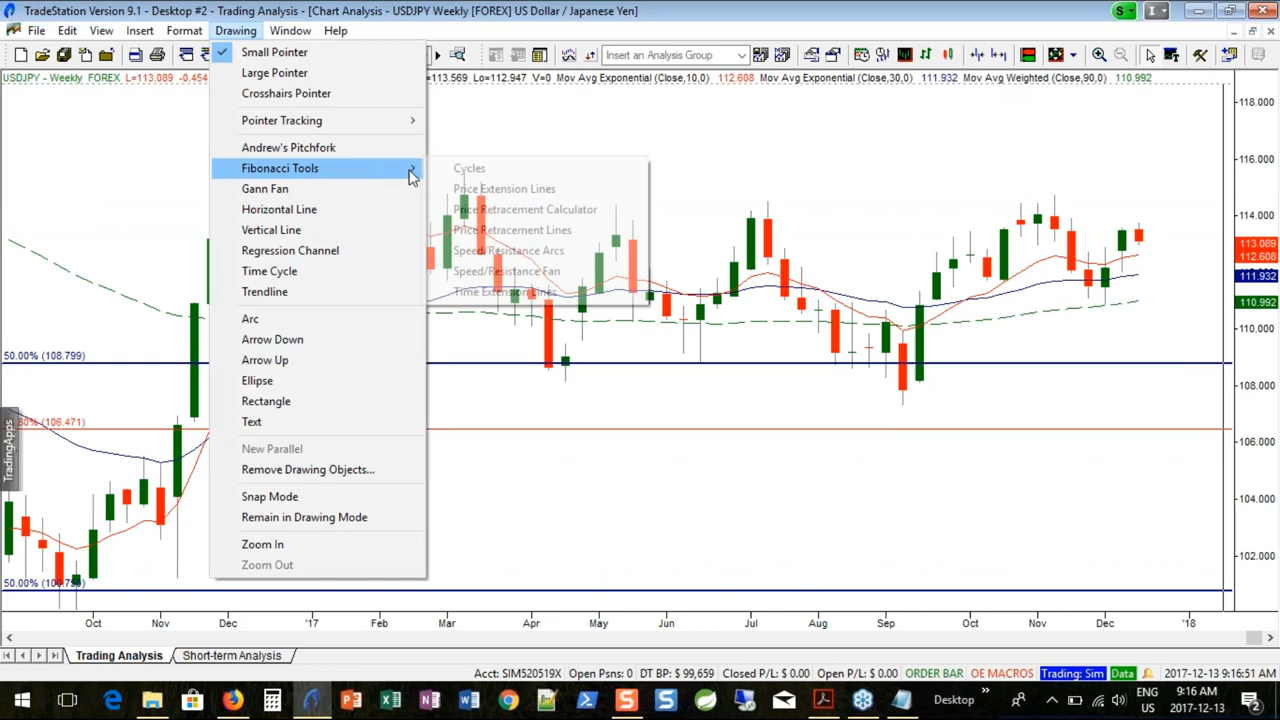 TradeStation Version 9.1 - Desktop #2 - Trading Analysis - [Chart Analysis - USDJPY Weekly [FOREX] US Dollar / Japanese Yen]
S
I
File Edit View Insert Format Drawing Window Help
Insert an Analysis Group
USDJPY - Weekly FOREX L=113.089 -0.454
=113.569 Lo=112.947 V=0 Mov Avg Exponential (Close,10,0) 112.608 Mov Avg Exponential (Close,30,0) 111.932 Mov Avg Weighted (Close,90,0) 110.992
Small Pointer
Large Pointer
Crosshairs Pointer
Pointer Tracking
Andrew's Pitchfork
Fibonacci Tools
Gann Fan
Horizontal Line
Vertical Line
Regression Channel
Time Cycle
Trendline
Arc
Arrow Down
Arrow Up
Ellipse
Rectangle
Text
New Parallel
Remove Drawing Objects...
Snap Mode
Remain in Drawing Mode
Zoom In
Zoom Out
Cycles
Price Extension Lines
Price Retracement Calculator
Price Retracement Lines
Speed/Resistance Arcs
Speed/Resistance Fan
Time Extension Lines
118.000
116.000
114.000
113.089
112.608
111.932
110.992
110.000
108.000
106.000
104.000
102.000
50.00% (108.799)
80% (106.471)
TradingApps
Oct Nov Dec '17 Feb Mar Apr May Jun Jul Aug Sep Oct Nov Dec '18
Trading Analysis Short-term Analysis
Acct: SIM520519X Open Psns: 0 DT BP: $ 99,659 Closed P/L: $ 0.00 Open P/L: $ 0.00 ORDER BAR OE MACROS Trading: Sim Data 2017-12-13 9:16:51 AM
Desktop
ENG
US
9:16 AM
2017-12-13
2